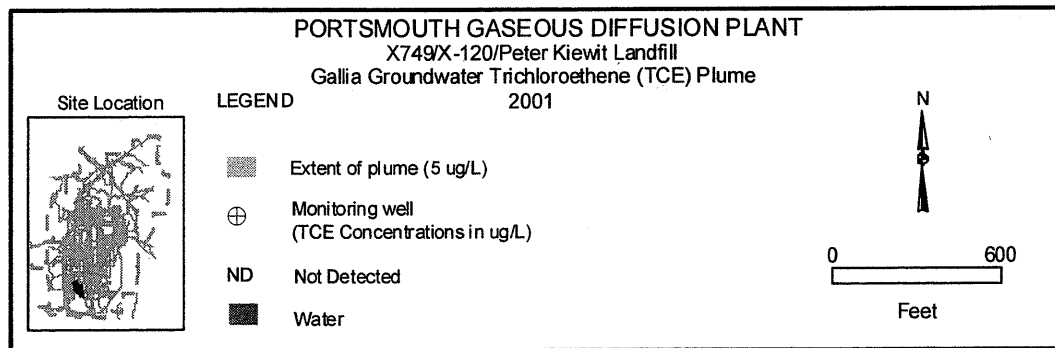 PORTSMOUTH GASEOUS DIFFUSION PLANT
X749/X-120/Peter Kiewit Landfill
Gallia Groundwater Trichloroethene (TCE) Plume
2001
Site Location
LEGEND
Extent of plume (5 ug/L)
Monitoring well
(TCE Concentrations in ug/L)
ND Not Detected
Water
N
0 600
Feet